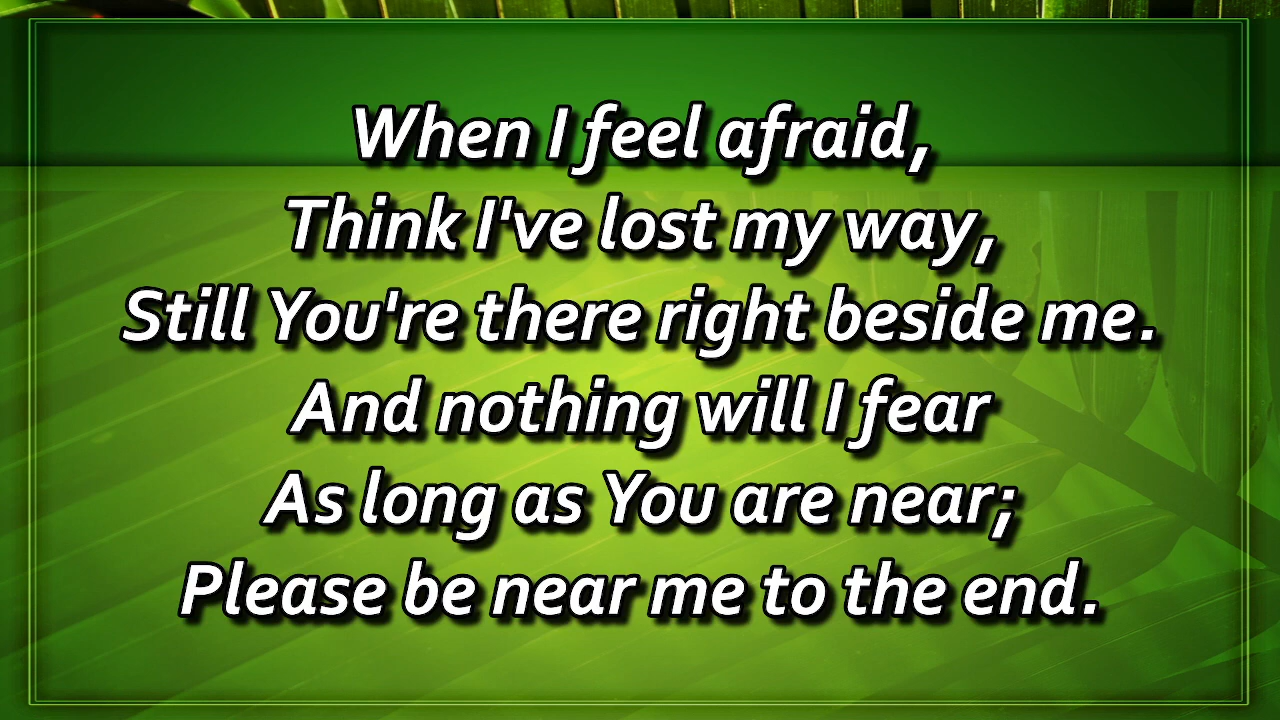 When I feel afraid,
Think I've lost my way,
Still You're there right beside me.
And nothing will I fear
As long as You are near;
Please be near me to the end.